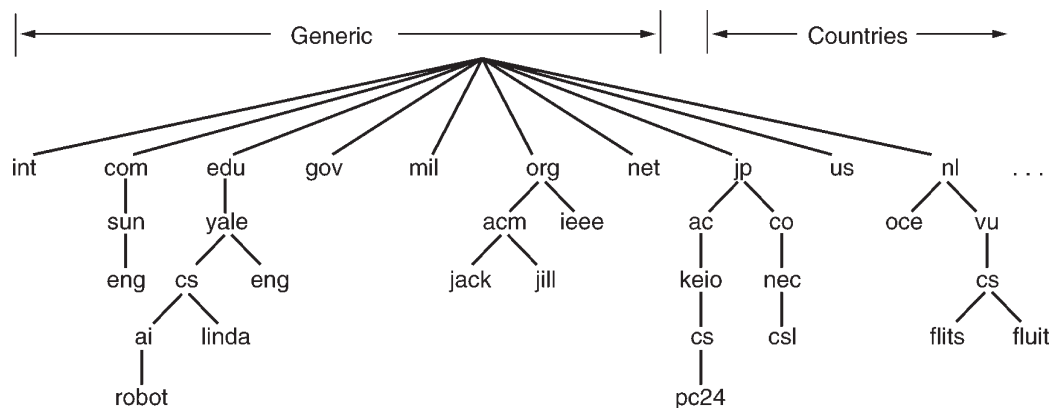 Generic Countries
int com edu gov mil org net jp us nl ...
sun yale acm ieee ac co oce vu
eng cs eng jack jill keio nec cs
ai linda cs csl flits fluit
robot pc24